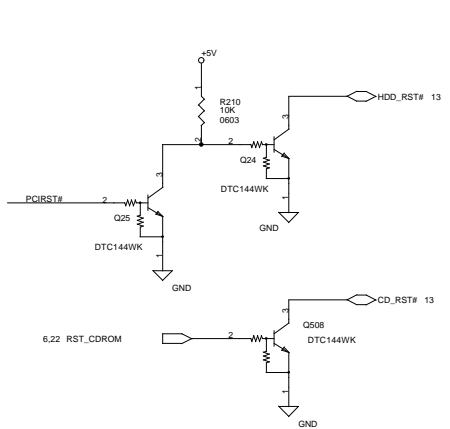 +5V
1
R210
10K
0603
2
HDD_RST# 13
3
2
Q24
DTC144WK
1
GND
PCIRST#
2
3
Q25
DTC144WK
1
GND
CD_RST# 13
3
Q508
DTC144WK
6,22 RST_CDROM
2
1
GND